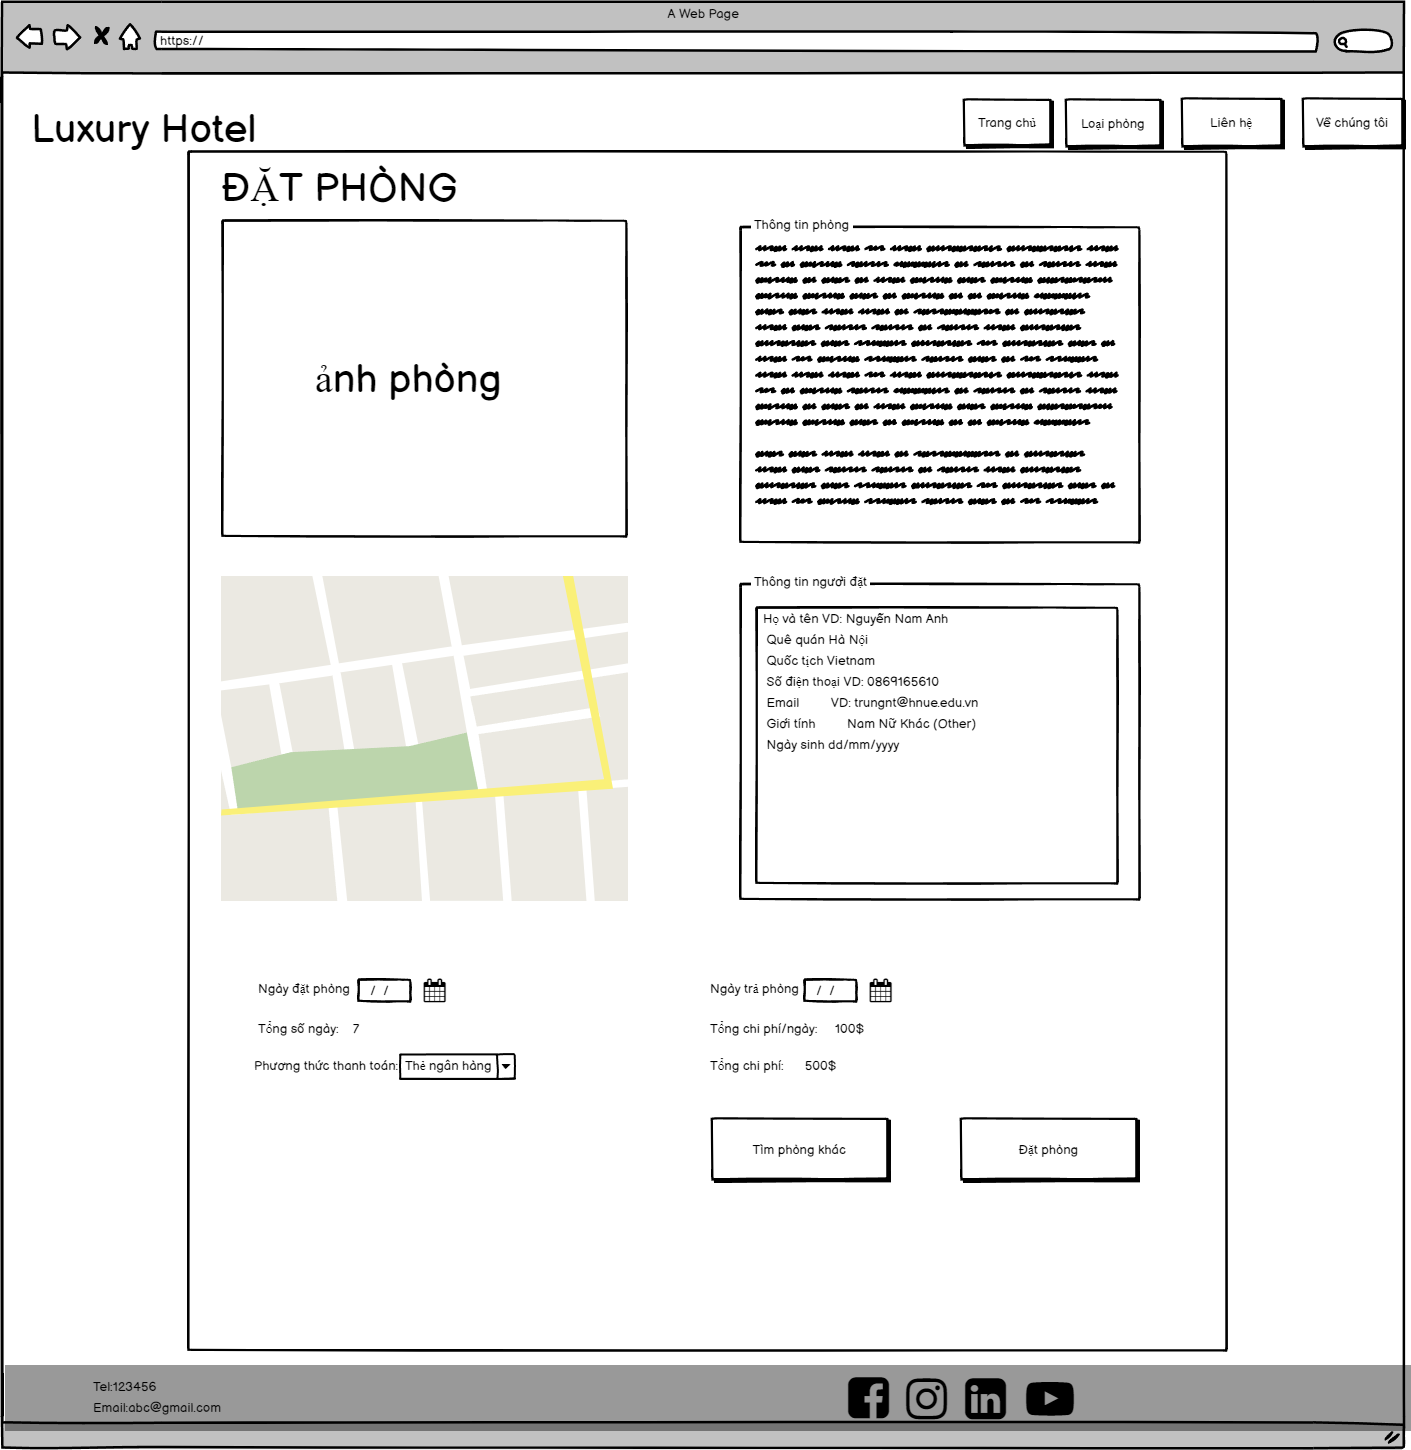 A Web Page
https://
Luxury Hotel
Trang chủ
Loại phòng
Liên hệ
Về chúng tôi
ĐẶT PHÒNG
ảnh phòng
Thông tin phòng
Thông tin người đặt
Họ và tên VD: Nguyễn Nam Anh
Quê quán Hà Nội
Quốc tịch Vietnam
Số điện thoại VD: 0869165610
Email VD: trungnt@hnue.edu.vn
Giới tính Nam Nữ Khác (Other)
Ngày sinh dd/mm/yyyy
Ngày đặt phòng / /
Ngày trả phòng / /
Tổng số ngày: 7
Tổng chi phí/ngày: 100$
Phương thức thanh toán: Thẻ ngân hàng
Tổng chi phí: 500$
Tìm phòng khác
Đặt phòng
Tel:123456
Email:abc@gmail.com